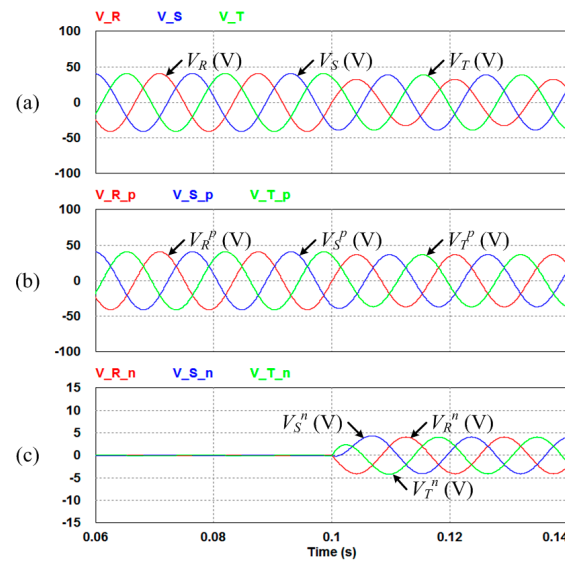 V_R V_S V_T
100
V_R (V) V_S (V) V_T (V)
50
(a) 0
-50
-100
V_R_p V_S_p V_T_p
100
V_R^p (V) V_S^p (V) V_T^p (V)
50
(b) 0
-50
-100
V_R_n V_S_n V_T_n
15
10
V_S^n (V) V_R^n (V)
5
(c) 0
-5
V_T^n (V)
-10
-15
0.06 0.08 0.1 0.12 0.14
Time (s)